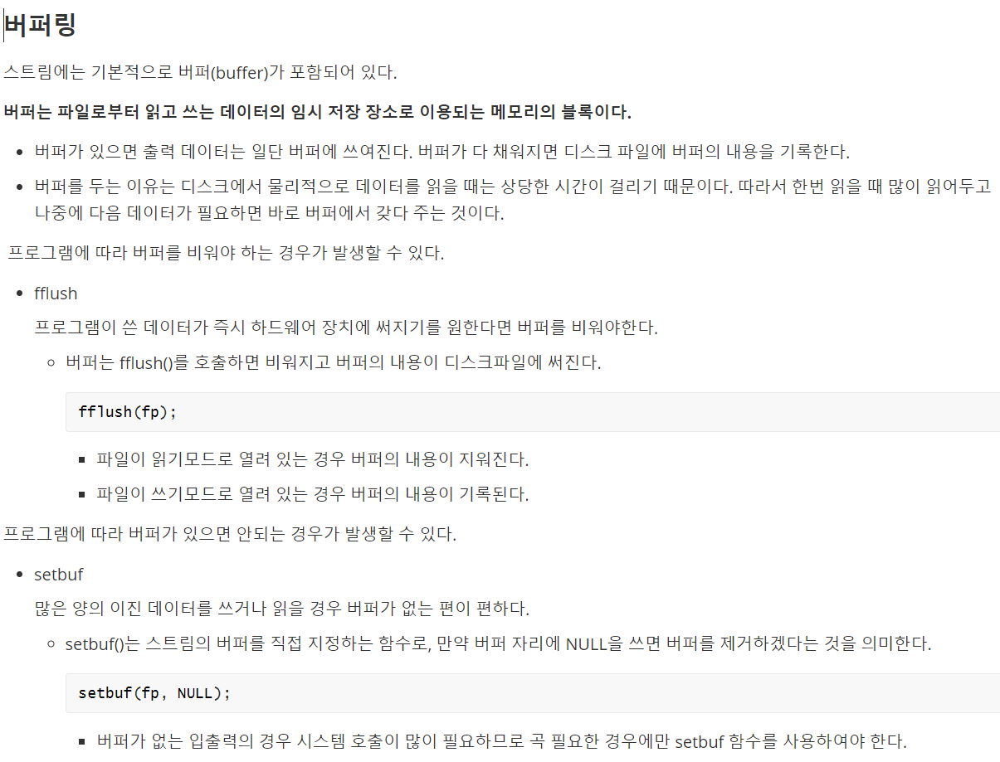 버퍼링
스트림에는 기본적으로 버퍼(buffer)가 포함되어 있다.
버퍼는 파일로부터 읽고 쓰는 데이터의 임시 저장 장소로 이용되는 메모리의 블록이다.
버퍼가 있으면 출력 데이터는 일단 버퍼에 쓰여진다. 버퍼가 다 채워지면 디스크 파일에 버퍼의 내용을 기록한다.
버퍼를 두는 이유는 디스크에서 물리적으로 데이터를 읽을 때는 상당한 시간이 걸리기 때문이다. 따라서 한번 읽을 때 많이 읽어두고
나중에 다음 데이터가 필요하면 바로 버퍼에서 갖다 주는 것이다.
프로그램에 따라 버퍼를 비워야 하는 경우가 발생할 수 있다.
fflush
프로그램이 쓴 데이터가 즉시 하드웨어 장치에 써지기를 원한다면 버퍼를 비워야한다.
버퍼는 fflush()를 호출하면 비워지고 버퍼의 내용이 디스크파일에 써진다.
fflush(fp);
파일이 읽기모드로 열려 있는 경우 버퍼의 내용이 지워진다.
파일이 쓰기모드로 열려 있는 경우 버퍼의 내용이 기록된다.
프로그램에 따라 버퍼가 있으면 안되는 경우가 발생할 수 있다.
setbuf
많은 양의 이진 데이터를 쓰거나 읽을 경우 버퍼가 없는 편이 편하다.
setbuf()는 스트림의 버퍼를 직접 지정하는 함수로, 만약 버퍼 자리에 NULL을 쓰면 버퍼를 제거하겠다는 것을 의미한다.
setbuf(fp, NULL);
버퍼가 없는 입출력의 경우 시스템 호출이 많이 필요하므로 곡 필요한 경우에만 setbuf 함수를 사용하여야 한다.